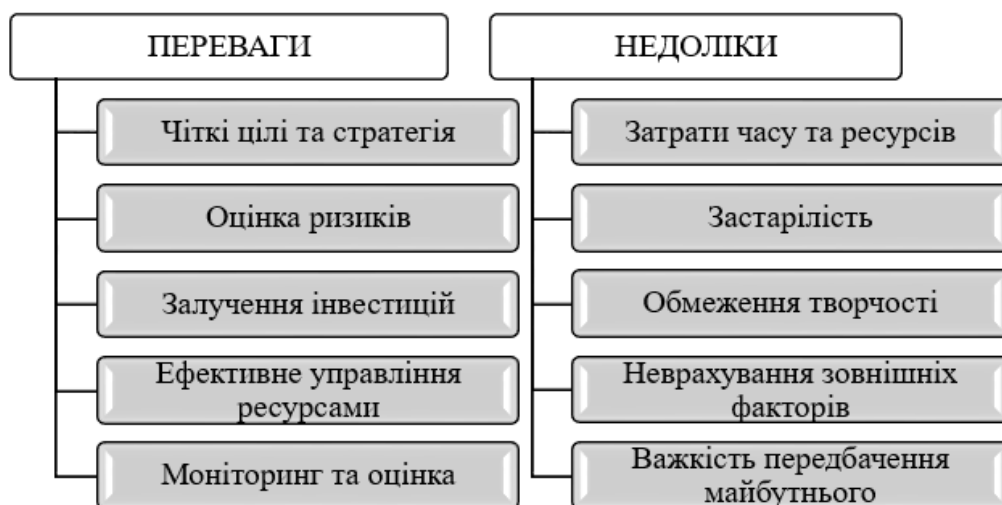 ПЕРЕВАГИ
Чіткі цілі та стратегія
Оцінка ризиків
Залучення інвестицій
Ефективне управління
ресурсами
Моніторинг та оцінка
НЕДОЛІКИ
Затрати часу та ресурсів
Застарілість
Обмеження творчості
Неврахування зовнішніх
факторів
Важкість передбачення
майбутнього